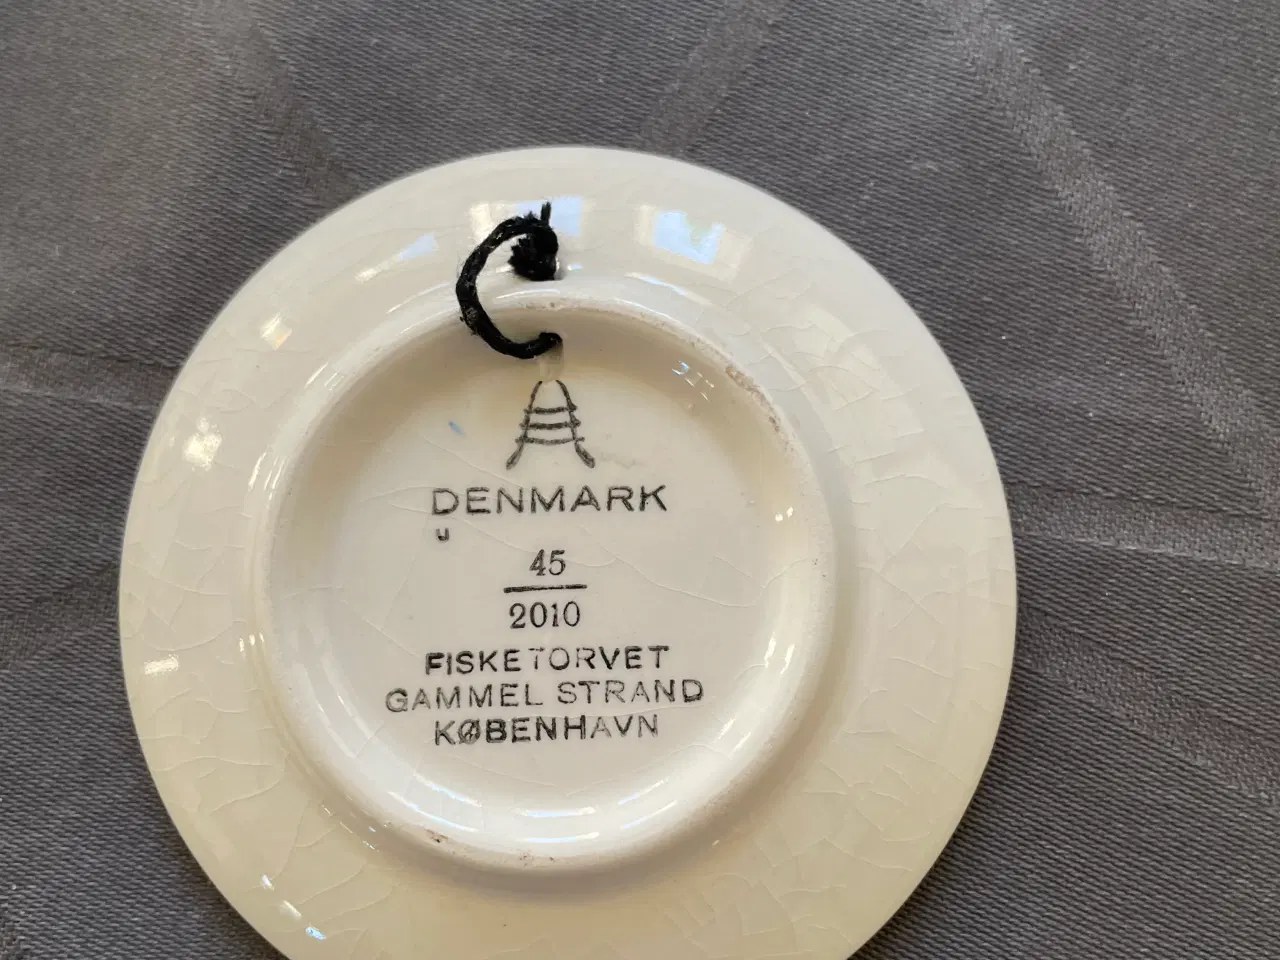 DENMARK
U
45
2010
FISKETORVET
GAMMEL STRAND
KØBENHAVN